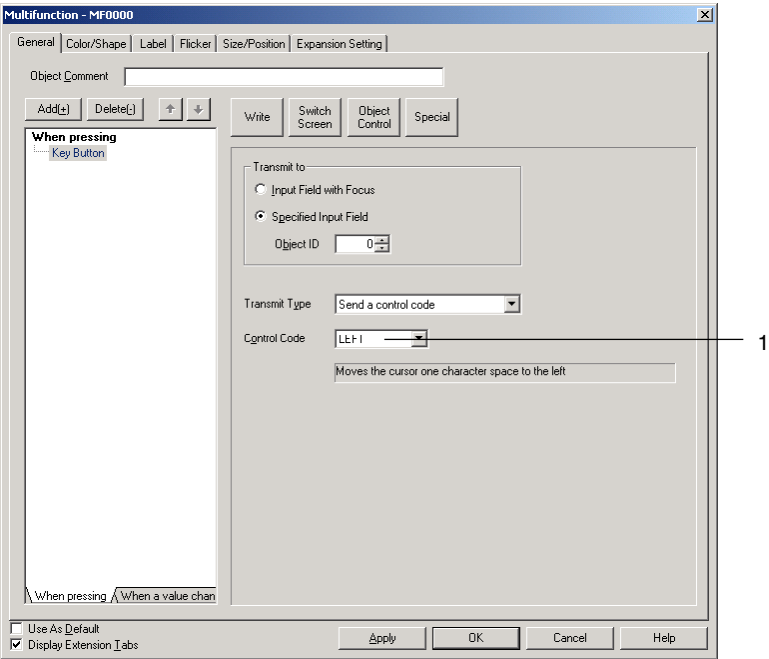 Multifunction - MF0000
General Color/Shape Label Flicker Size/Position Expansion Setting
Object Comment
Add(+) Delete(-)
Write Switch Screen Object Control Special
When pressing
Key Button
Transmit to
Input Field with Focus
Specified Input Field
Object ID 0
Transmit Type Send a control code
Control Code LEFT 1
Moves the cursor one character space to the left
When pressing When a value chan
Use As Default
Display Extension Tabs
Apply OK Cancel Help